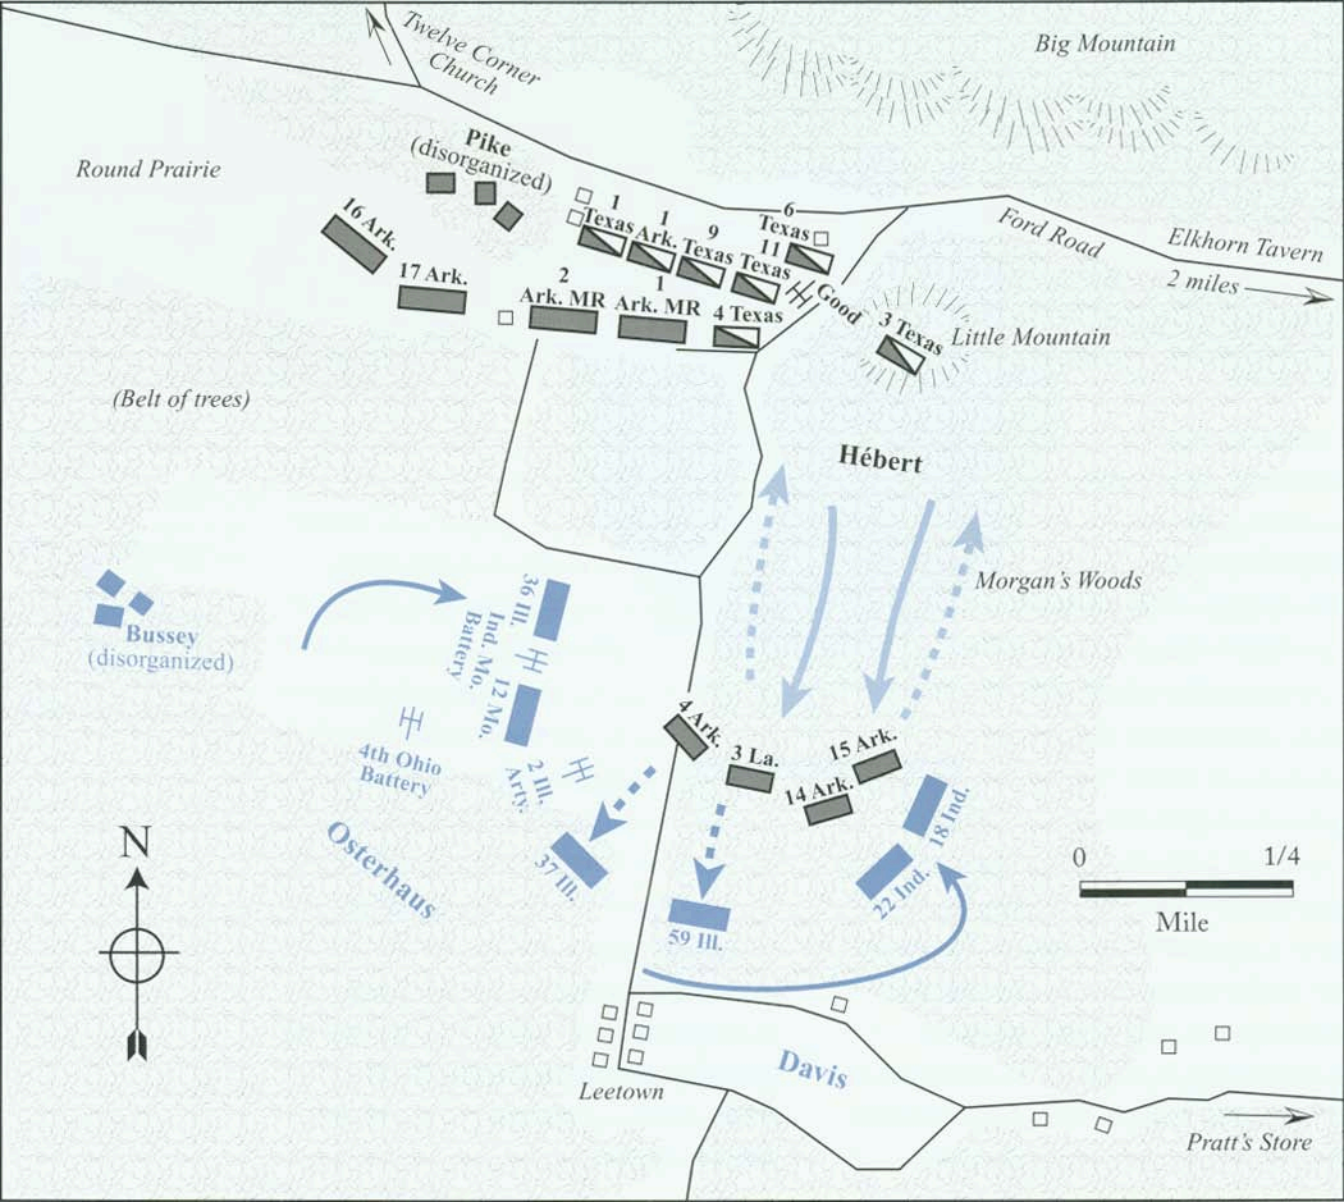 Twelve Corner
Church
Big Mountain
Pike
(disorganized)
Round Prairie
16 Ark.
17 Ark.
1
Texas
1
Ark.
9
Texas
6
Texas
11
Texas
2
Ark. MR
1
Ark. MR
4 Texas
Good
3 Texas
Ford Road
Elkhorn Tavern
2 miles
Little Mountain
(Belt of trees)
Hébert
Morgan's Woods
Bussey
(disorganized)
36 Ill.
Ind. Mo.
Battery
12 Mo.
4th Ohio
Battery
2 Ill.
Arty.
Osterhaus
37 Ill.
4 Ark.
3 La.
14 Ark.
15 Ark.
18 Ind.
22 Ind.
59 Ill.
N
0
1/4
Mile
Davis
Leetown
Pratt's Store